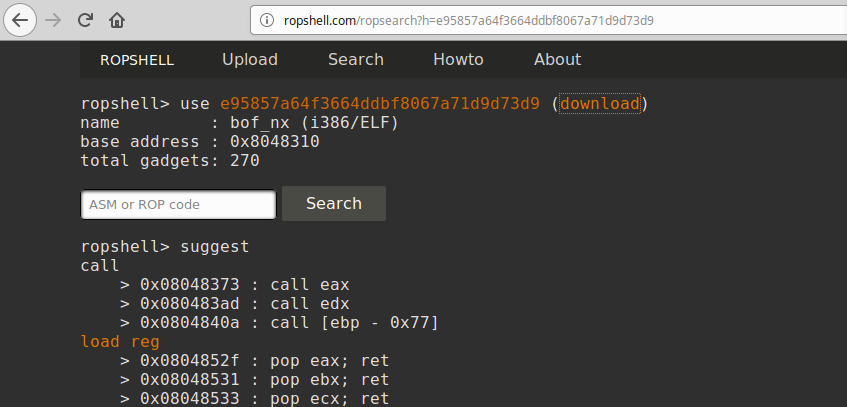 ropshell.com/ropsearch?h=e95857a64f3664ddbf8067a71d9d73d9
ROPSHELL Upload Search Howto About
ropshell> use e95857a64f3664ddbf8067a71d9d73d9 (download)
name : bof_nx (i386/ELF)
base address : 0x8048310
total gadgets: 270
ASM or ROP code Search
ropshell> suggest
call
> 0x08048373 : call eax
> 0x080483ad : call edx
> 0x0804840a : call [ebp - 0x77]
load reg
> 0x0804852f : pop eax; ret
> 0x08048531 : pop ebx; ret
> 0x08048533 : pop ecx; ret